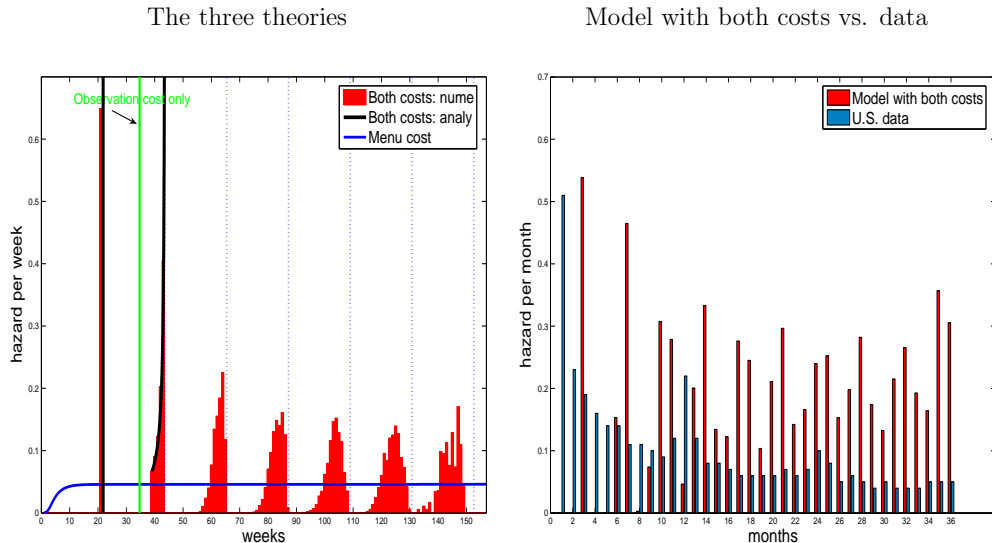 The three theories
Model with both costs vs. data
0.6
0.5
0.4
0.3
0.2
0.1
0
hazard per week
Observation cost only
Both costs: nume
Both costs: analy
Menu cost
0 10 20 30 40 50 60 70 80 90 100 110 120 130 140 150
weeks
0.7
0.6
0.5
0.4
0.3
0.2
0.1
0
hazard per month
Model with both costs
U.S. data
0 2 4 6 8 10 12 14 16 18 20 22 24 26 28 30 32 34 36
months